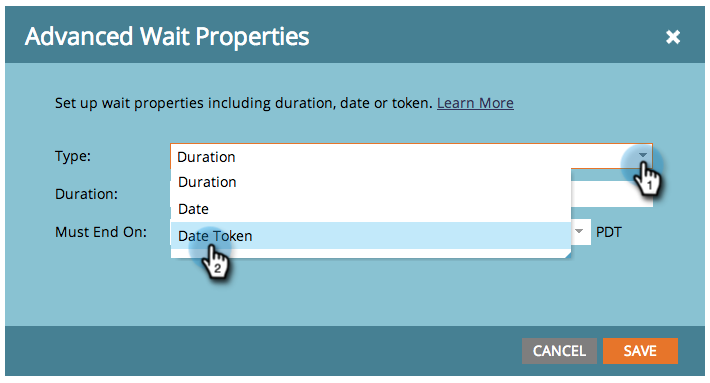 Advanced Wait Properties
Set up wait properties including duration, date or token. Learn More
Type: Duration
1
Duration
Duration:
Date
Must End On: PDT
Date Token
2
CANCEL SAVE